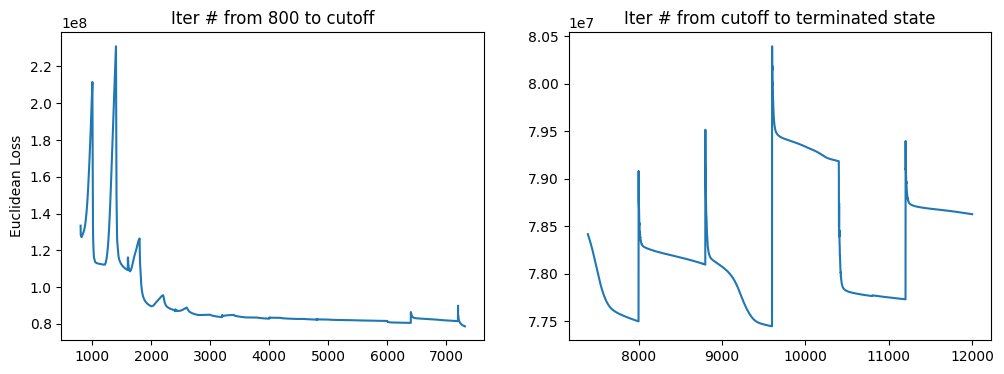 Iter # from 800 to cutoff
1e8
2.2
2.0
1.8
1.6
1.4
1.2
1.0
0.8
Euclidean Loss
1000 2000 3000 4000 5000 6000 7000
Iter # from cutoff to terminated state
1e7
8.05
8.00
7.95
7.90
7.85
7.80
7.75
8000 9000 10000 11000 12000